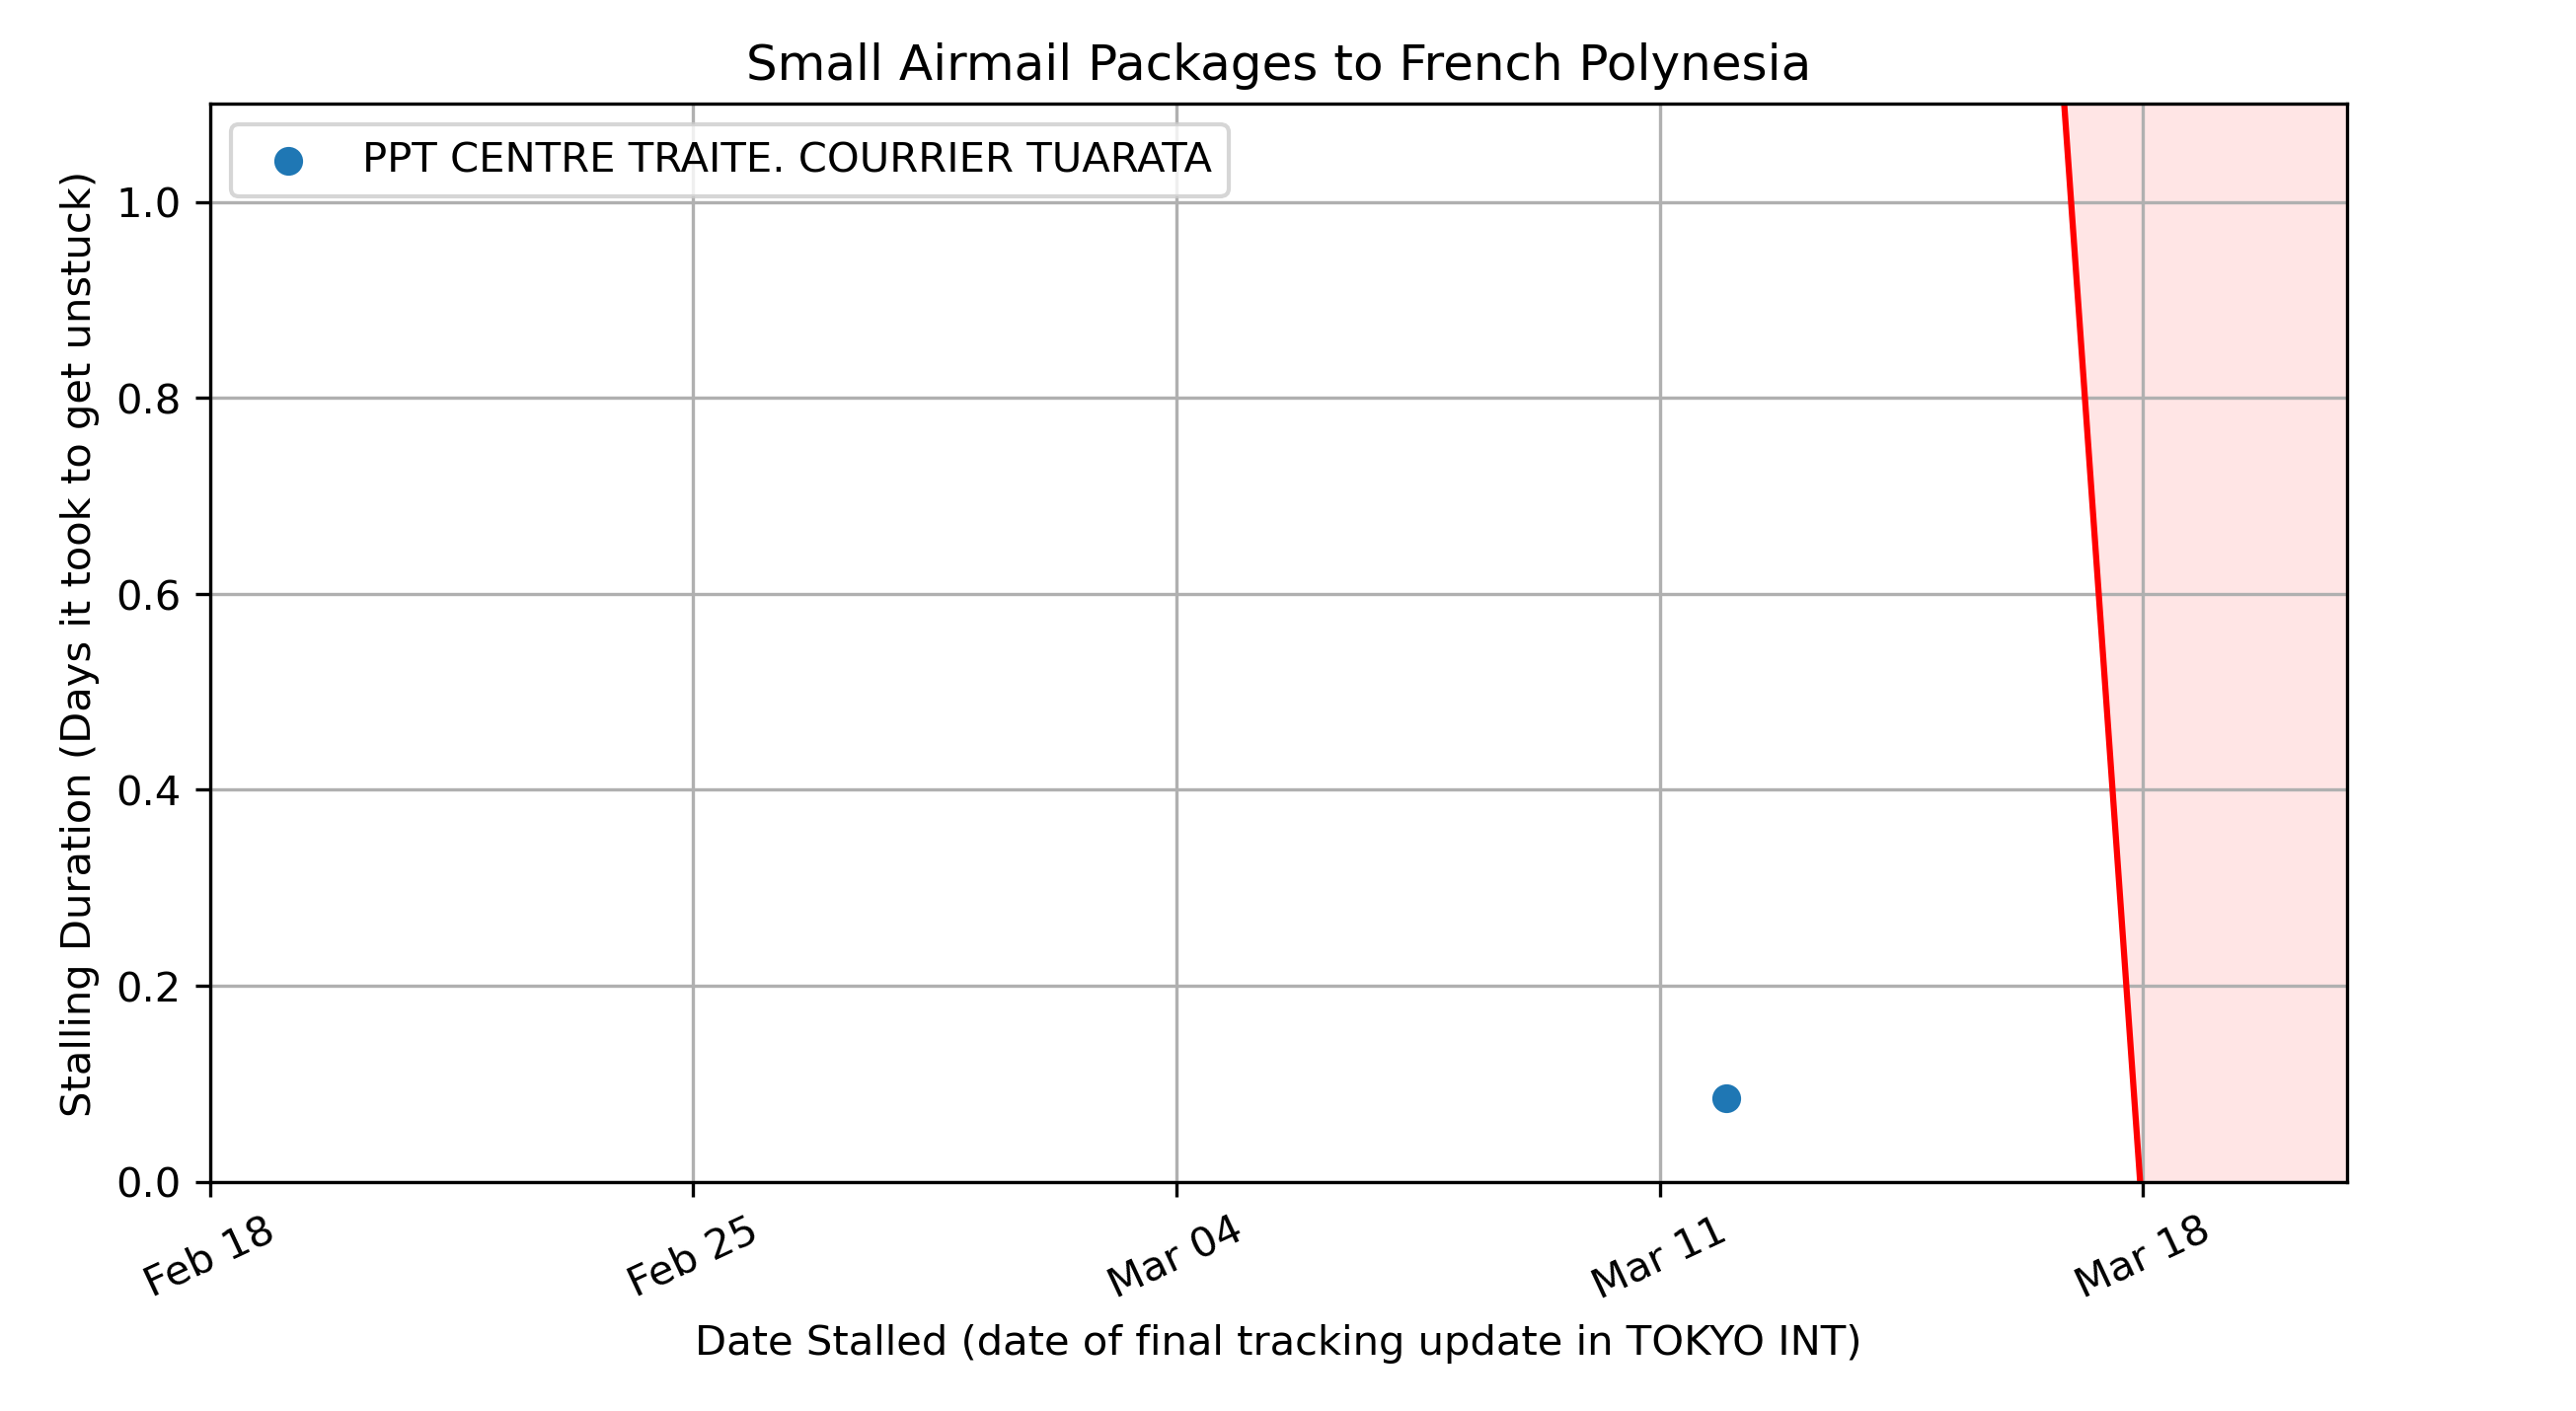 Small Airmail Packages to French Polynesia
PPT CENTRE TRAITE. COURRIER TUARATA
Stalling Duration (Days it took to get unstuck)
1.0
0.8
0.6
0.4
0.2
0.0
Feb 18
Feb 25
Mar 04
Mar 11
Mar 18
Date Stalled (date of final tracking update in TOKYO INT)